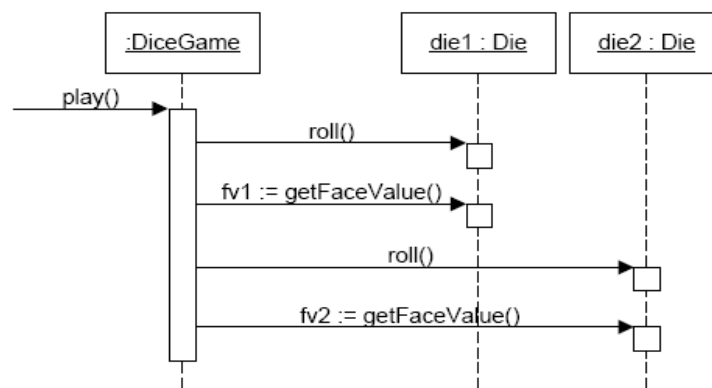 :DiceGame
die1 : Die
die2 : Die
play()
roll()
fv1 := getFaceValue()
roll()
fv2 := getFaceValue()